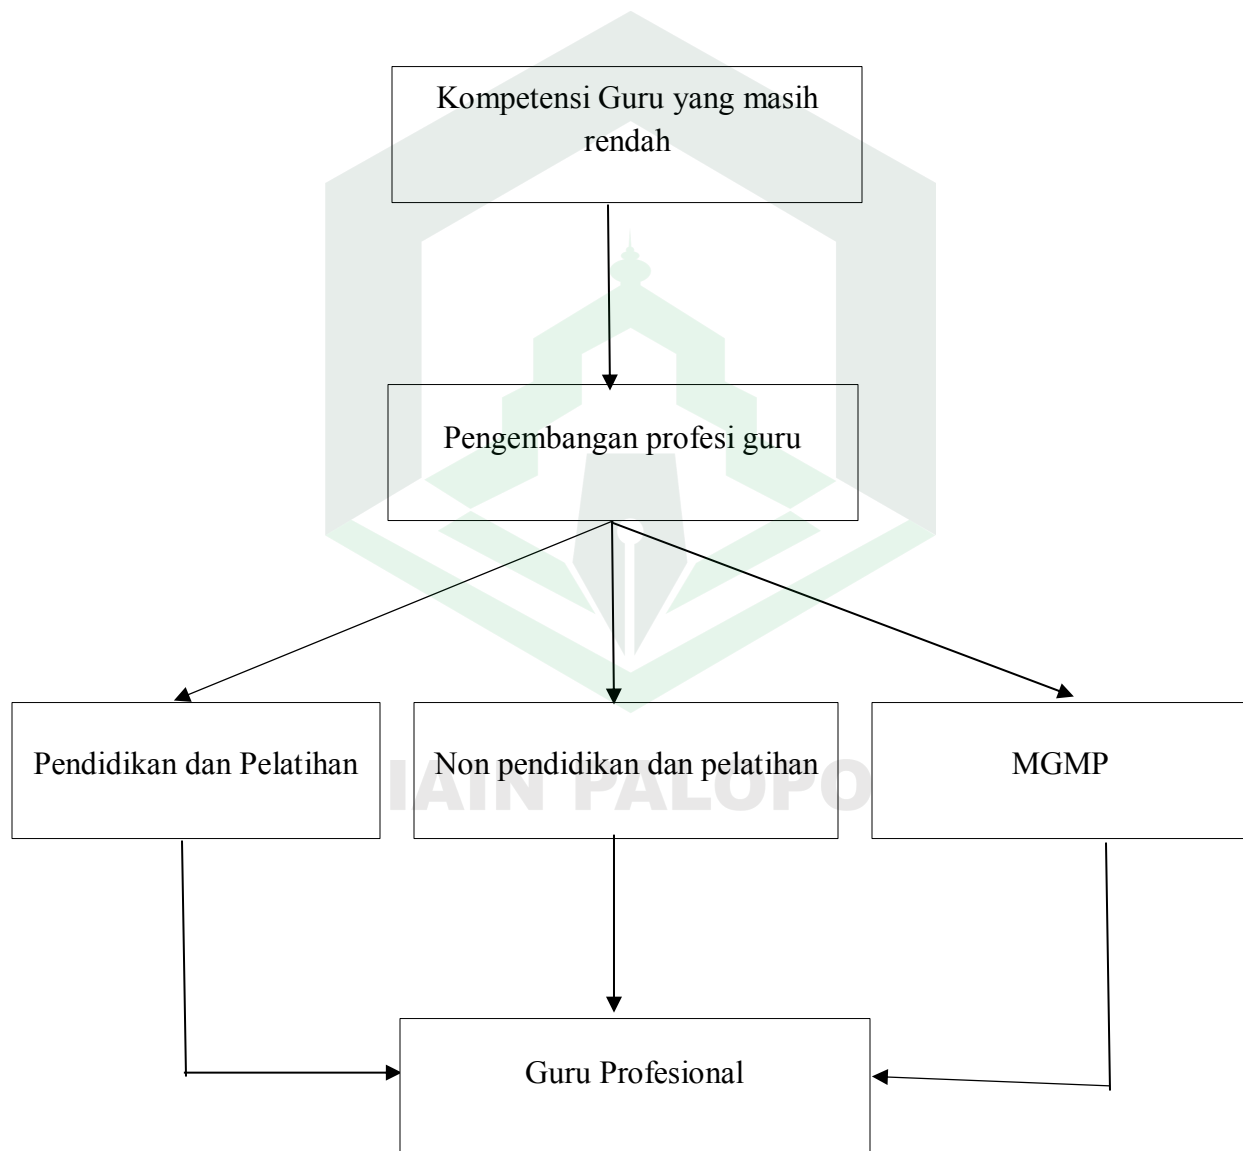 Kompetensi Guru yang masih
rendah
Pengembangan profesi guru
Pendidikan dan Pelatihan
Non pendidikan dan pelatihan
MGMP
IAIN PALOPO
Guru Profesional